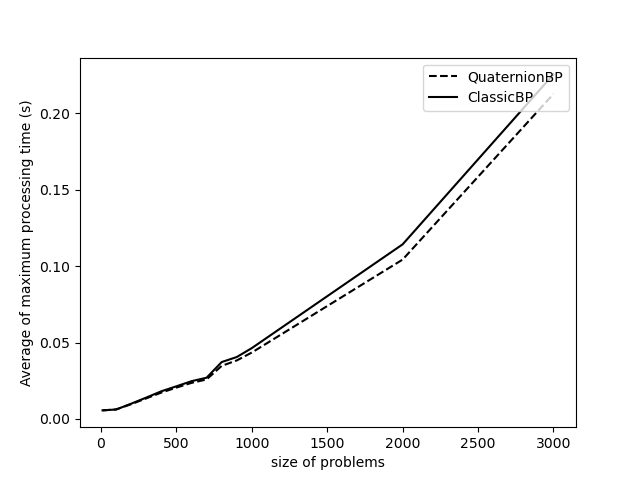 QuaternionBP
ClassicBP
Average of maximum processing time (s)
0.20
0.15
0.10
0.05
0.00
0 500 1000 1500 2000 2500 3000
size of problems